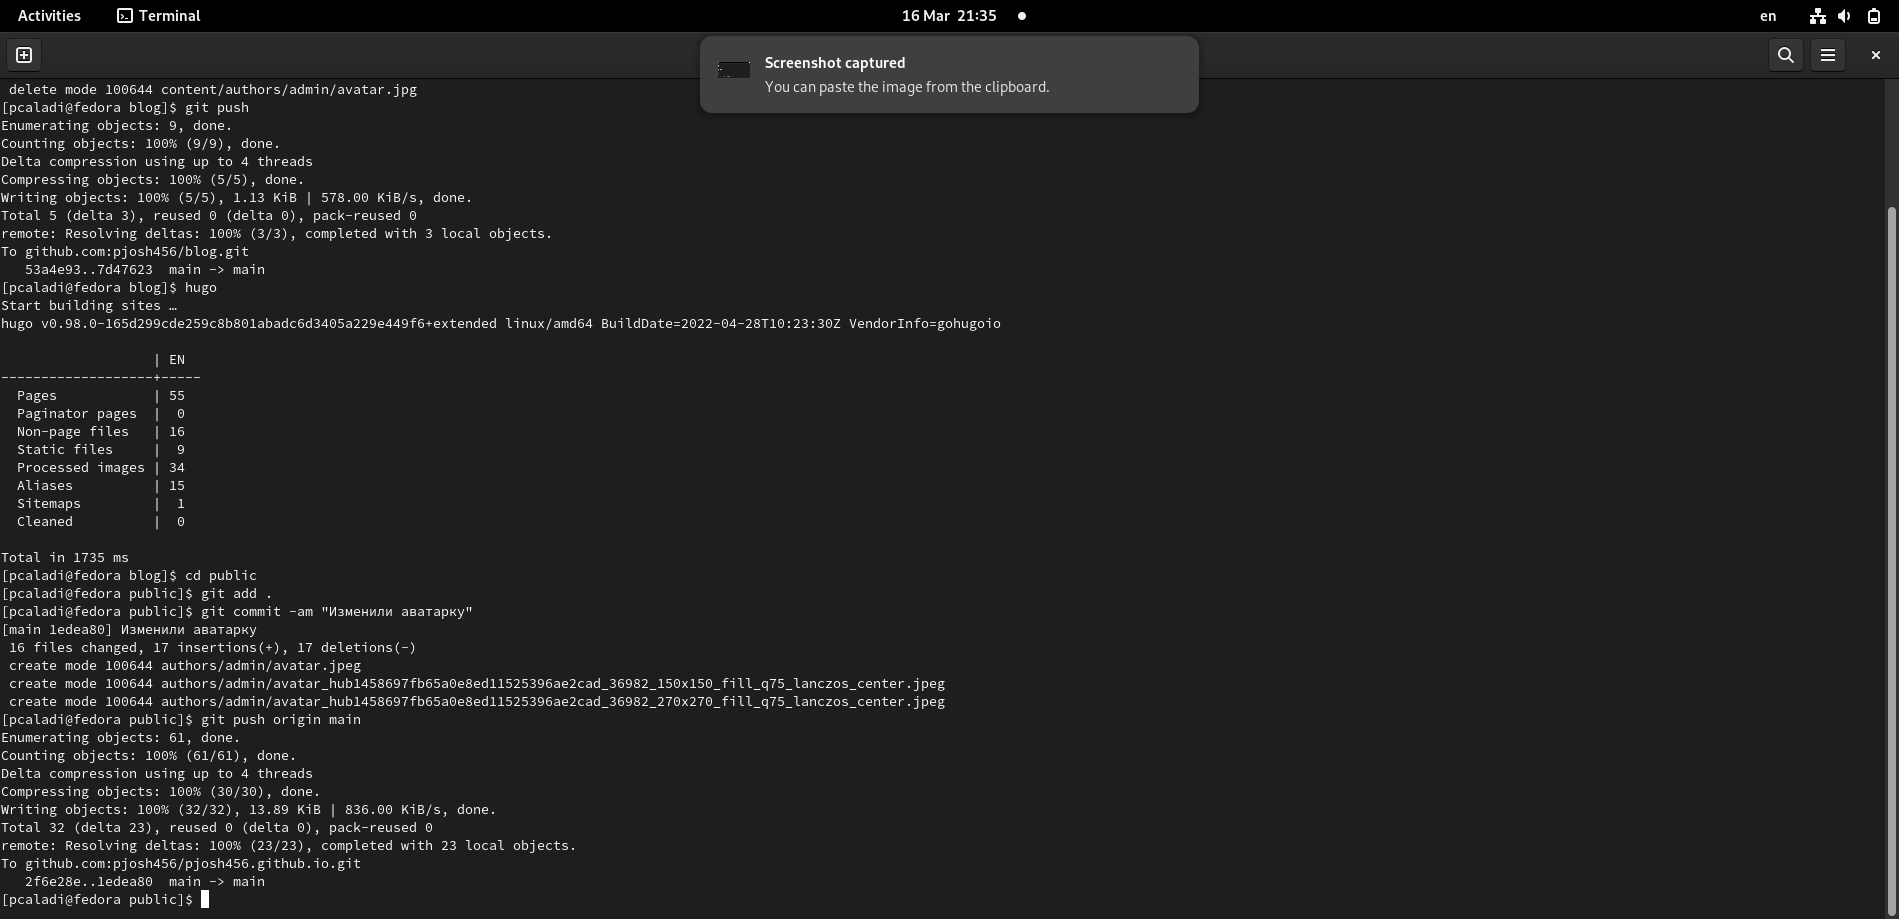 Activities Terminal 16 Mar 21:35 en
Screenshot captured
You can paste the image from the clipboard.
 delete mode 100644 content/authors/admin/avatar.jpg
[pcaladi@fedora blog]$ git push
Enumerating objects: 9, done.
Counting objects: 100% (9/9), done.
Delta compression using up to 4 threads
Compressing objects: 100% (5/5), done.
Writing objects: 100% (5/5), 1.13 KiB | 578.00 KiB/s, done.
Total 5 (delta 3), reused 0 (delta 0), pack-reused 0
remote: Resolving deltas: 100% (3/3), completed with 3 local objects.
To github.com:pjosh456/blog.git
   53a4e93..7d47623  main -> main
[pcaladi@fedora blog]$ hugo
Start building sites …
hugo v0.98.0-165d299cde259c8b801abadc6d3405a229e449f6+extended linux/amd64 BuildDate=2022-04-28T10:23:30Z VendorInfo=gohugoio
                   | EN
-------------------+-----
  Pages            | 55
  Paginator pages  |  0
  Non-page files   | 16
  Static files     |  9
  Processed images | 34
  Aliases          | 15
  Sitemaps         |  1
  Cleaned          |  0
Total in 1735 ms
[pcaladi@fedora blog]$ cd public
[pcaladi@fedora public]$ git add .
[pcaladi@fedora public]$ git commit -am "Изменили аватарку"
[main 1edea80] Изменили аватарку
 16 files changed, 17 insertions(+), 17 deletions(-)
 create mode 100644 authors/admin/avatar.jpeg
 create mode 100644 authors/admin/avatar_hub1458697fb65a0e8ed11525396ae2cad_36982_150x150_fill_q75_lanczos_center.jpeg
 create mode 100644 authors/admin/avatar_hub1458697fb65a0e8ed11525396ae2cad_36982_270x270_fill_q75_lanczos_center.jpeg
[pcaladi@fedora public]$ git push origin main
Enumerating objects: 61, done.
Counting objects: 100% (61/61), done.
Delta compression using up to 4 threads
Compressing objects: 100% (30/30), done.
Writing objects: 100% (32/32), 13.89 KiB | 836.00 KiB/s, done.
Total 32 (delta 23), reused 0 (delta 0), pack-reused 0
remote: Resolving deltas: 100% (23/23), completed with 23 local objects.
To github.com:pjosh456/pjosh456.github.io.git
   2f6e28e..1edea80  main -> main
[pcaladi@fedora public]$